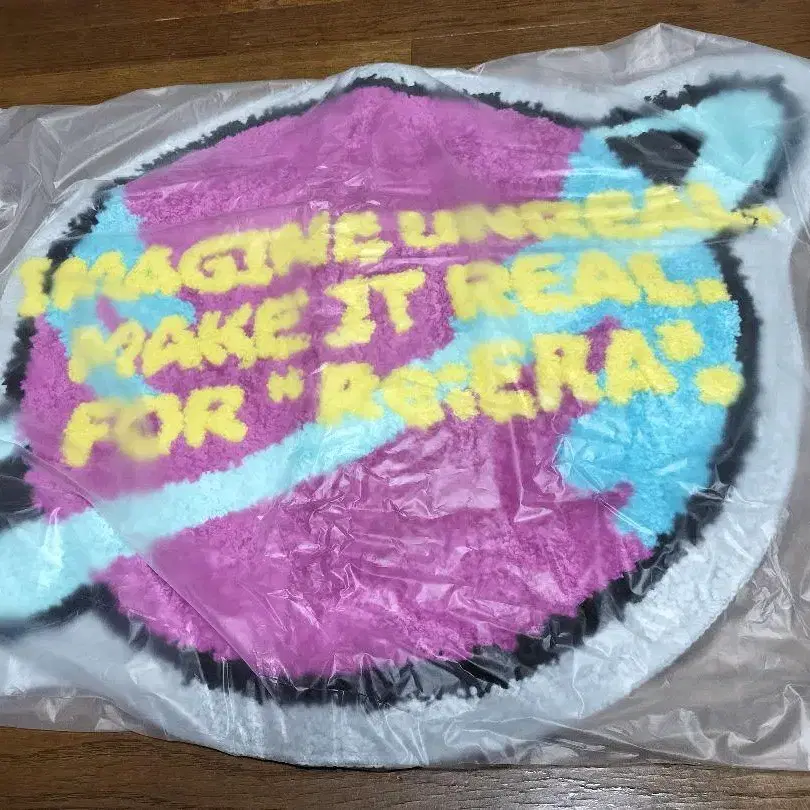 IMAGINE UNREAL.
MAKE IT REAL.
FOR "Re:ERA".